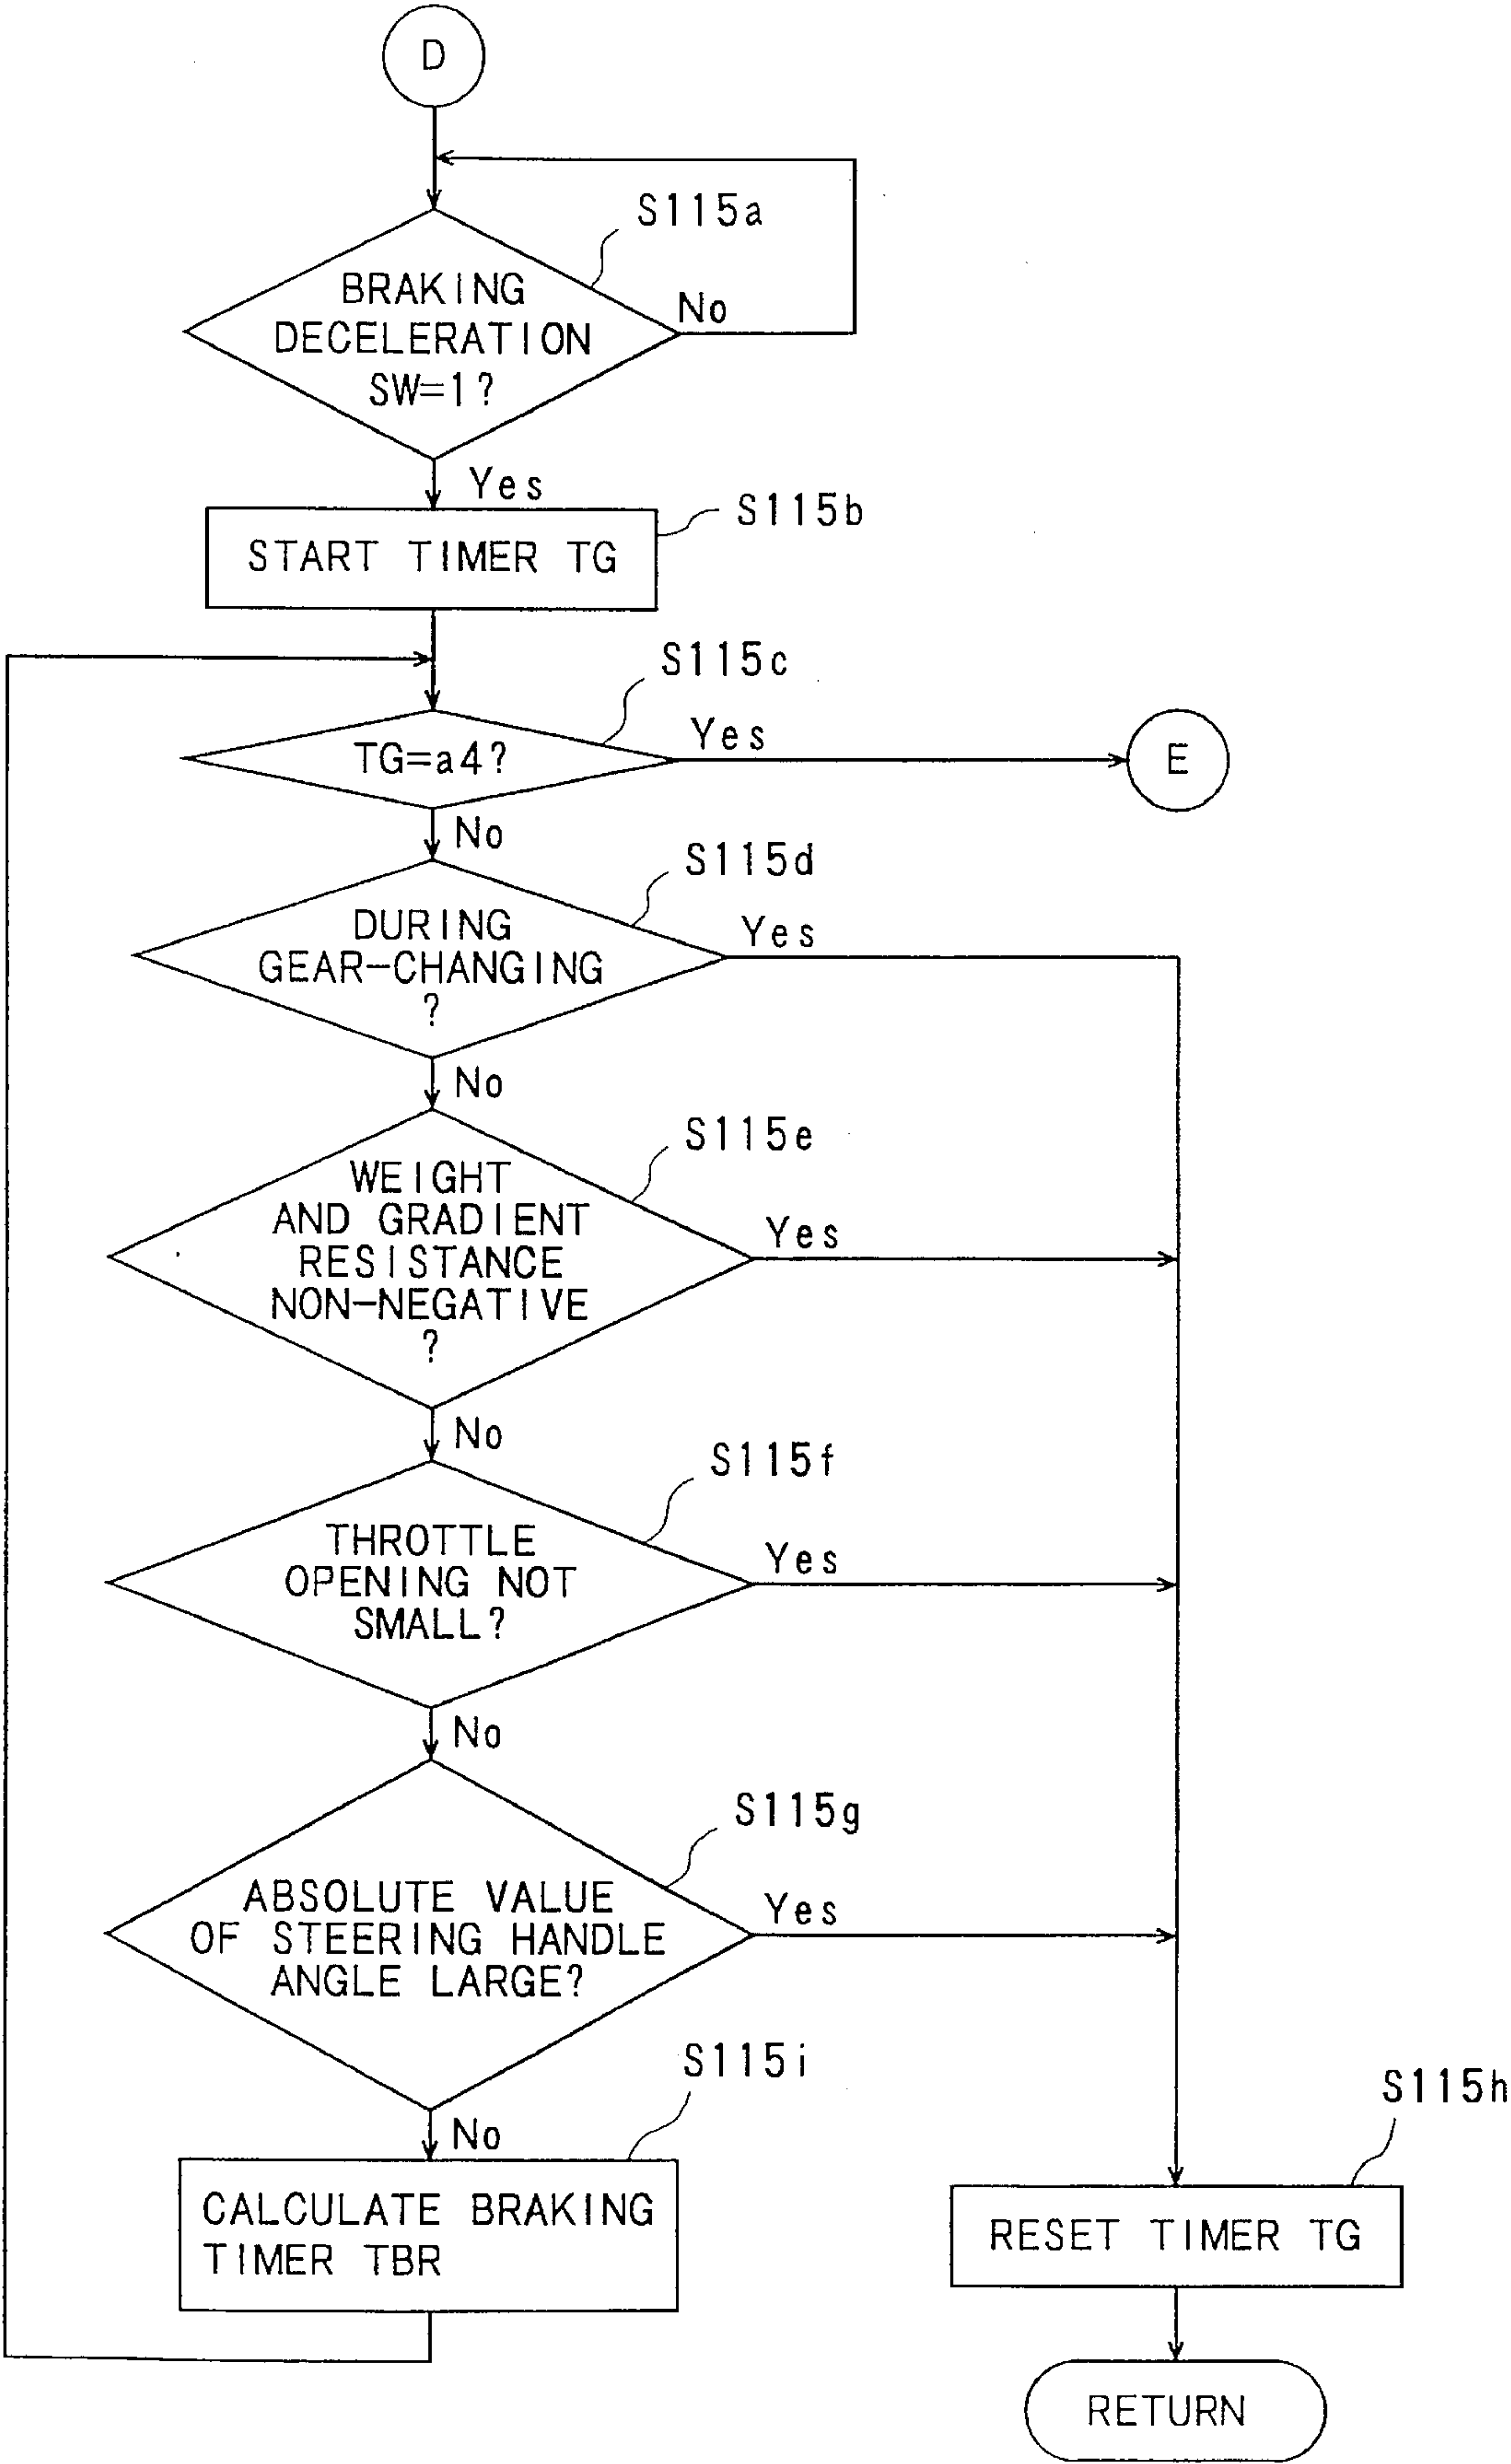 D
S115a
BRAKING
DECELERATION
SW=1?
No
Yes
S115b
START TIMER TG
S115c
TG=a4?
Yes
E
No
S115d
DURING
GEAR-CHANGING
?
Yes
No
S115e
WEIGHT
AND GRADIENT
RESISTANCE
NON-NEGATIVE
?
Yes
No
S115f
THROTTLE
OPENING NOT
SMALL?
Yes
No
S115g
ABSOLUTE VALUE
OF STEERING HANDLE
ANGLE LARGE?
Yes
No
S115i
CALCULATE BRAKING
TIMER TBR
S115h
RESET TIMER TG
RETURN